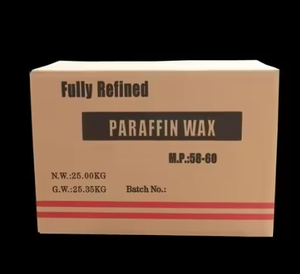 Fully Refined
PARAFFIN WAX
M.P.:58-60
N.W.:25.00KG
G.W.:25.35KG Batch No.: